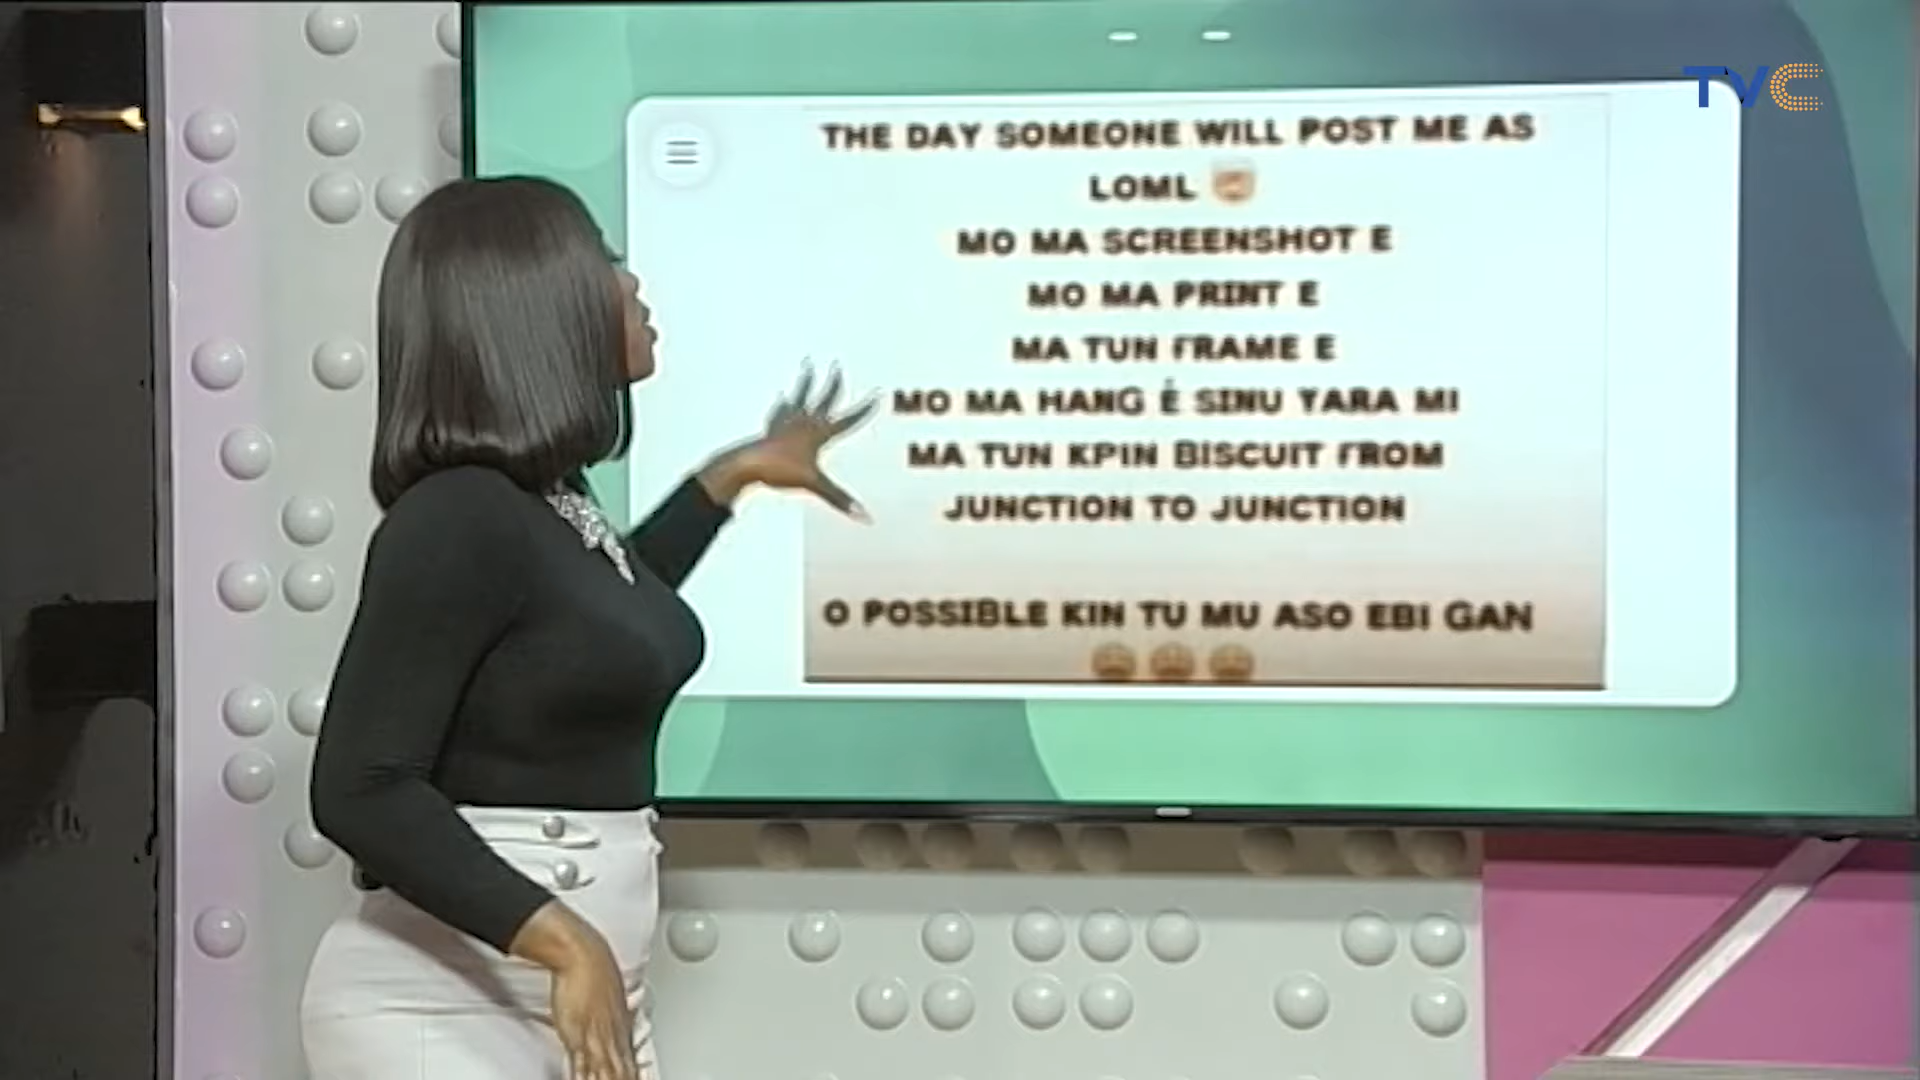 TVC
THE DAY SOMEONE WILL POST ME AS
LOML
MO MA SCREENSHOT E
MO MA PRINT E
MA TUN FRAME E
MO MA HANG É SINU YARA MI
MA TUN KPIN BISCUIT FROM
JUNCTION TO JUNCTION
O POSSIBLE KIN TU MU ASO EBI GAN